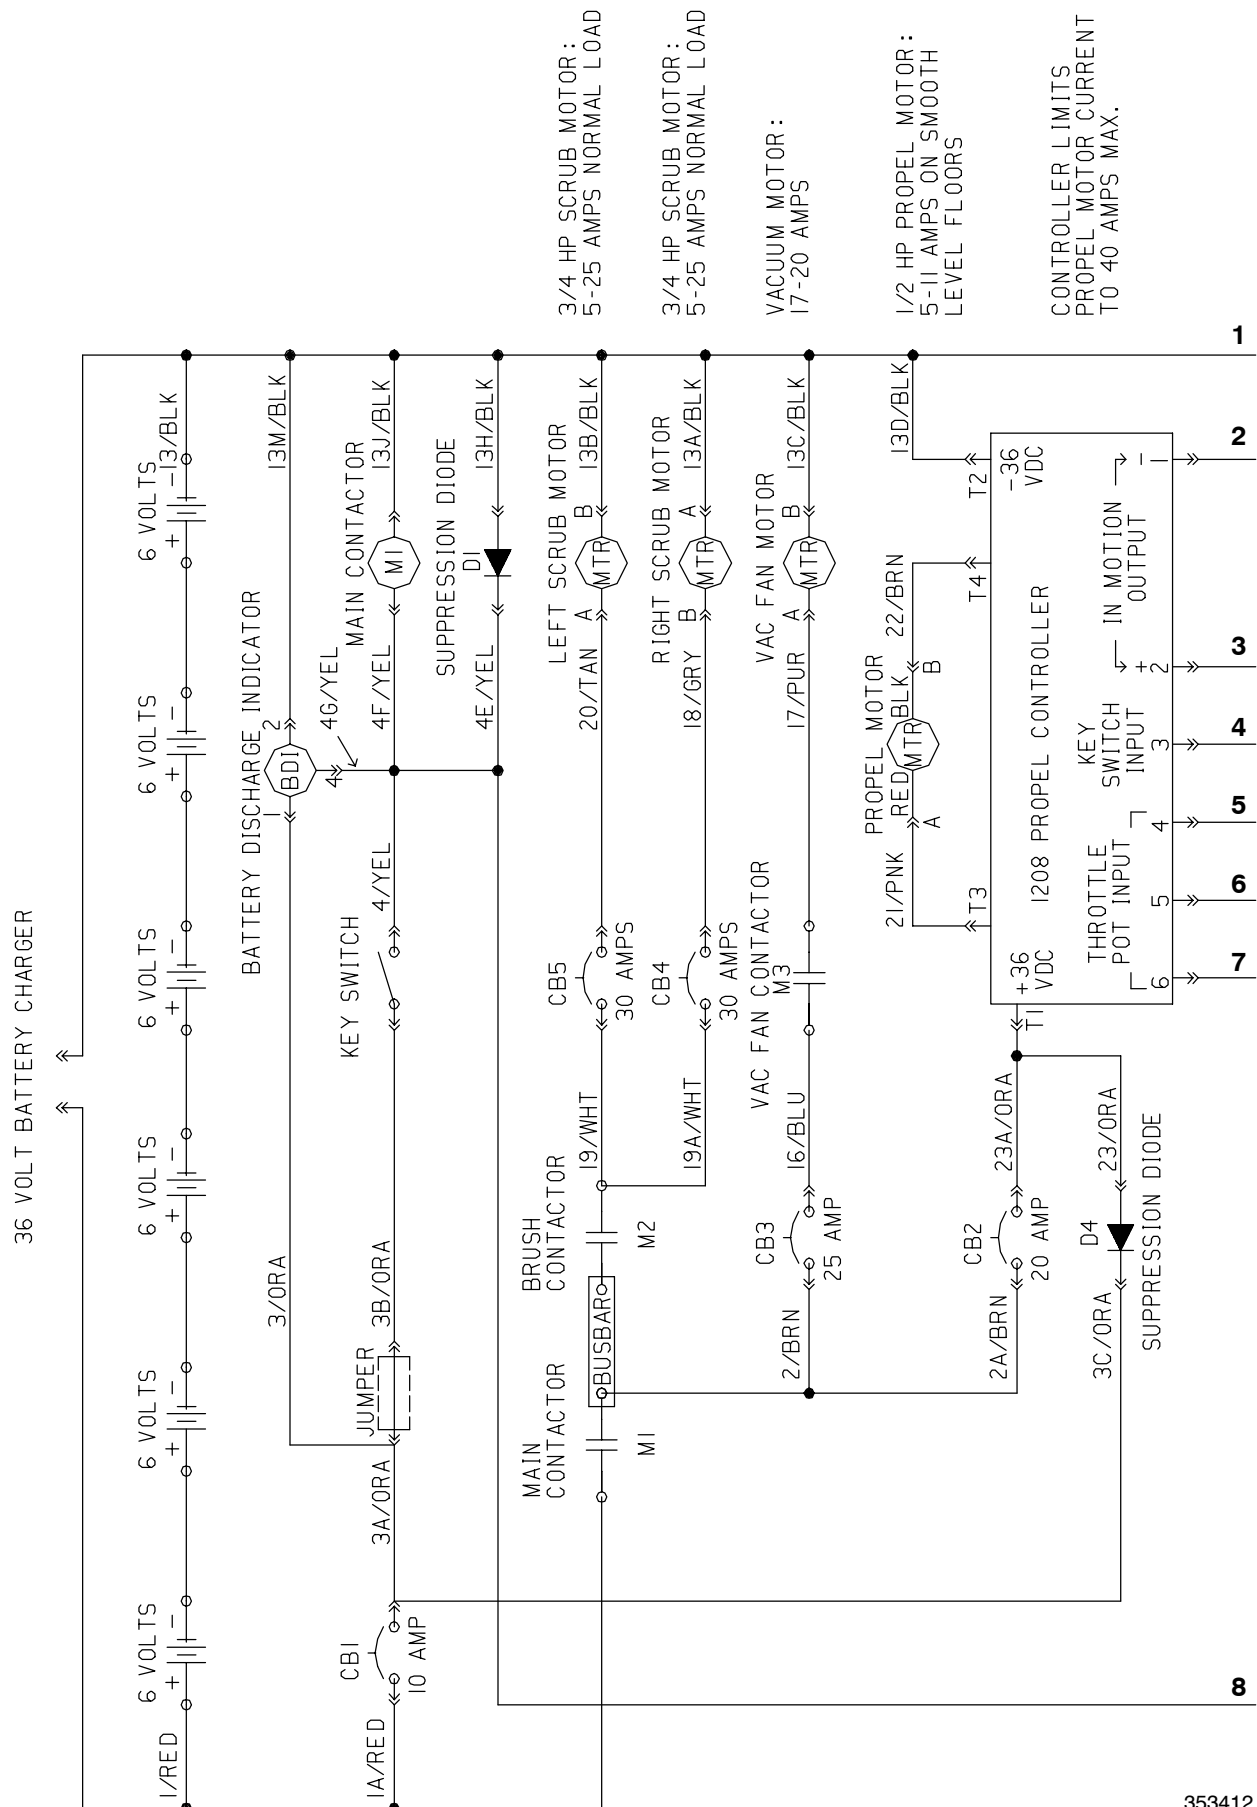 36 VOLT BATTERY CHARGER
1/RED
+ 6 VOLTS -
+ 6 VOLTS -
+ 6 VOLTS -
+ 6 VOLTS -
+ 6 VOLTS -
+ 6 VOLTS -
13/BLK
3/ORA
BATTERY DISCHARGE INDICATOR
1
BDI
2
4
13M/BLK
4G/YEL
1A/RED
CB1
10 AMP
3A/ORA
JUMPER
3B/ORA
KEY SWITCH
4/YEL
4F/YEL
MAIN CONTACTOR
M1
13J/BLK
4E/YEL
SUPPRESSION DIODE
D1
13H/BLK
MAIN
CONTACTOR
M1
BUSBAR
BRUSH
CONTACTOR
M2
19/WHT
CB5
30 AMPS
20/TAN
LEFT SCRUB MOTOR
A
MTR
B
13B/BLK
3/4 HP SCRUB MOTOR:
5-25 AMPS NORMAL LOAD
19A/WHT
CB4
30 AMPS
18/GRY
RIGHT SCRUB MOTOR
B
MTR
A
13A/BLK
3/4 HP SCRUB MOTOR:
5-25 AMPS NORMAL LOAD
2/BRN
CB3
25 AMP
16/BLU
VAC FAN CONTACTOR
M3
17/PUR
VAC FAN MOTOR
A
MTR
B
13C/BLK
VACUUM MOTOR:
17-20 AMPS
2A/BRN
CB2
20 AMP
23A/ORA
21/PNK
PROPEL MOTOR
A
RED
MTR
BLK
B
22/BRN
13D/BLK
1/2 HP PROPEL MOTOR:
5-11 AMPS ON SMOOTH
LEVEL FLOORS
3C/ORA
D4
SUPPRESSION DIODE
23/ORA
T1
T3
T4
T2
+36
VDC
-36
VDC
1208 PROPEL CONTROLLER
THROTTLE
POT INPUT
KEY
SWITCH
INPUT
IN MOTION
OUTPUT
+
-
6
5
4
3
2
1
CONTROLLER LIMITS
PROPEL MOTOR CURRENT
TO 40 AMPS MAX.
1
2
3
4
5
6
7
8
353412